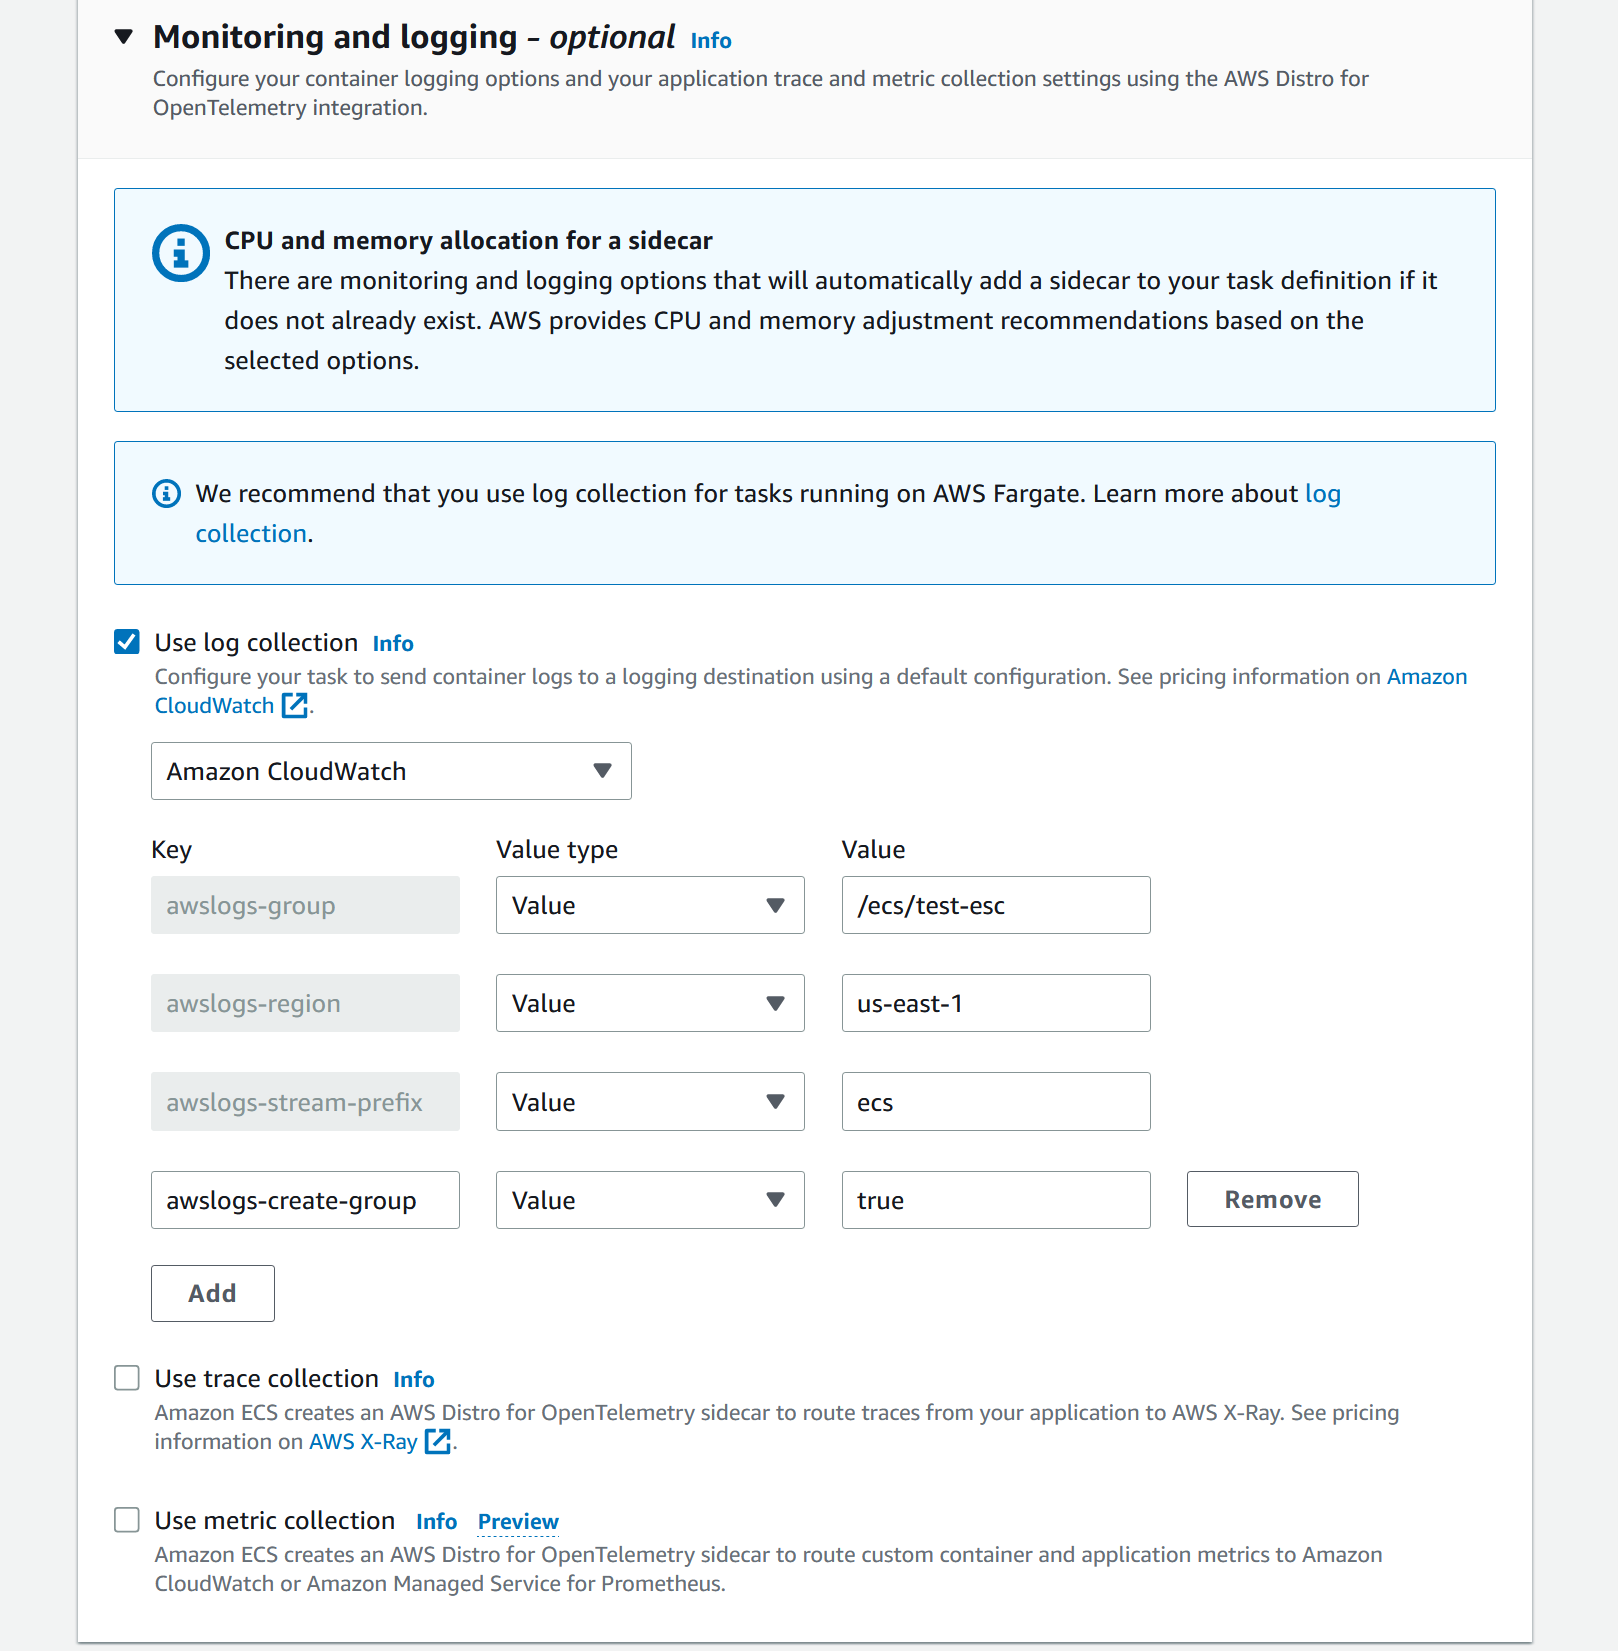 Monitoring and logging - optional Info
Configure your container logging options and your application trace and metric collection settings using the AWS Distro for
OpenTelemetry integration.
CPU and memory allocation for a sidecar
There are monitoring and logging options that will automatically add a sidecar to your task definition if it
does not already exist. AWS provides CPU and memory adjustment recommendations based on the
selected options.
We recommend that you use log collection for tasks running on AWS Fargate. Learn more about log
collection.
Use log collection Info
Configure your task to send container logs to a logging destination using a default configuration. See pricing information on Amazon
CloudWatch.
Amazon CloudWatch
Key Value type Value
awslogs-group Value /ecs/test-esc
awslogs-region Value us-east-1
awslogs-stream-prefix Value ecs
awslogs-create-group Value true Remove
Add
Use trace collection Info
Amazon ECS creates an AWS Distro for OpenTelemetry sidecar to route traces from your application to AWS X-Ray. See pricing
information on AWS X-Ray.
Use metric collection Info Preview
Amazon ECS creates an AWS Distro for OpenTelemetry sidecar to route custom container and application metrics to Amazon
CloudWatch or Amazon Managed Service for Prometheus.